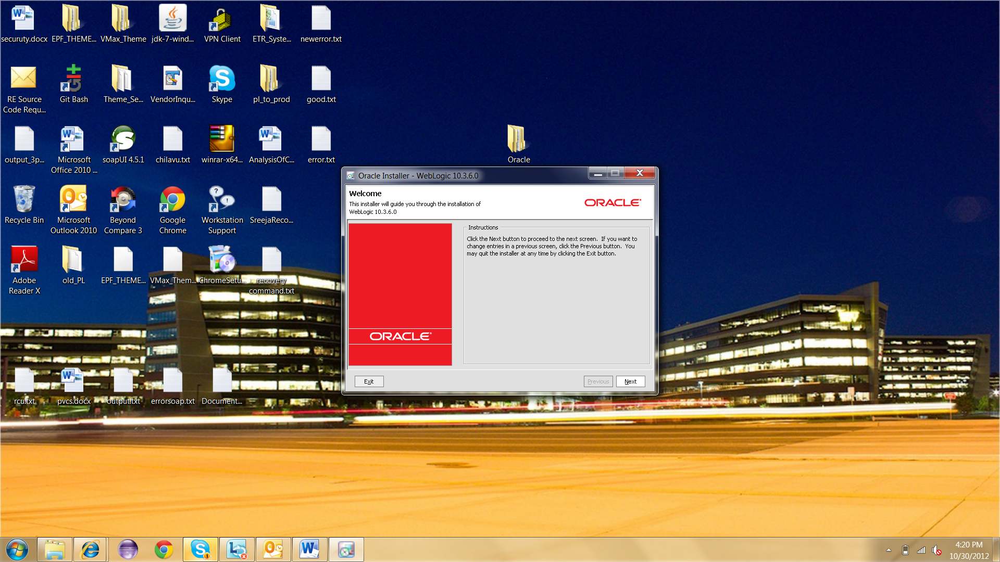 securuty.docx
EPF_THEME...
VMax_Theme
jdk-7-wind...
VPN Client
ETR_Syste...
newerror.txt
RE Source
Code Requ...
Git Bash
Theme_Se...
VendorInqu...
Skype
pl_to_prod
good.txt
output_3p...
Microsoft
Office 2010 ...
soapUI 4.5.1
chilavu.txt
winrar-x64...
AnalysisOfC...
error.txt
Oracle
Recycle Bin
Microsoft
Outlook 2010
Beyond
Compare 3
Google
Chrome
Workstation
Support
SreejaReco...
Adobe
Reader X
old_PL
EPF_THEME...
VMax_Them...
ChromeSetu...
recovery
command.txt
rcu.txt
pvcs.docx
output.txt
errorsoap.txt
Document...
Oracle Installer - WebLogic 10.3.6.0
Welcome
This installer will guide you through the installation of
WebLogic 10.3.6.0
ORACLE
Instructions
Click the Next button to proceed to the next screen. If you want to
change entries in a previous screen, click the Previous button. You
may quit the installer at any time by clicking the Exit button.
ORACLE
Exit
Previous
Next
1
4:20 PM
10/30/2012